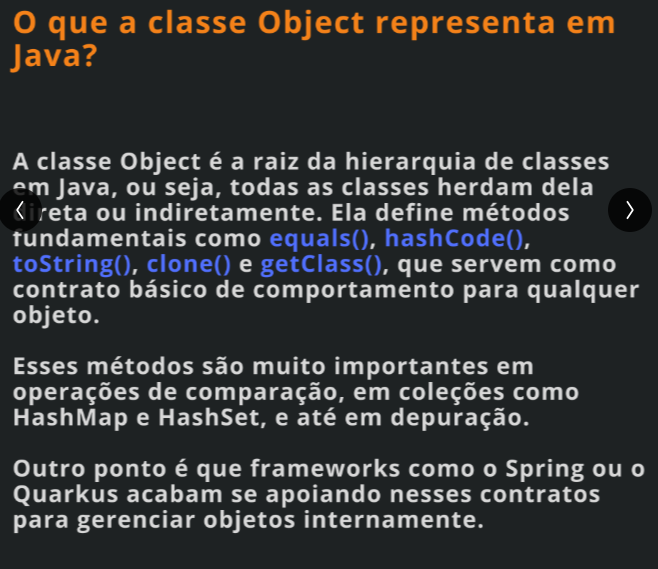 O que a classe Object representa em
Java?
A classe Object é a raiz da hierarquia de classes
em Java, ou seja, todas as classes herdam dela
direta ou indiretamente. Ela define métodos
fundamentais como equals(), hashCode(),
toString(), clone() e getClass(), que servem como
contrato básico de comportamento para qualquer
objeto.
Esses métodos são muito importantes em
operações de comparação, em coleções como
HashMap e HashSet, e até em depuração.
Outro ponto é que frameworks como o Spring ou o
Quarkus acabam se apoiando nesses contratos
para gerenciar objetos internamente.